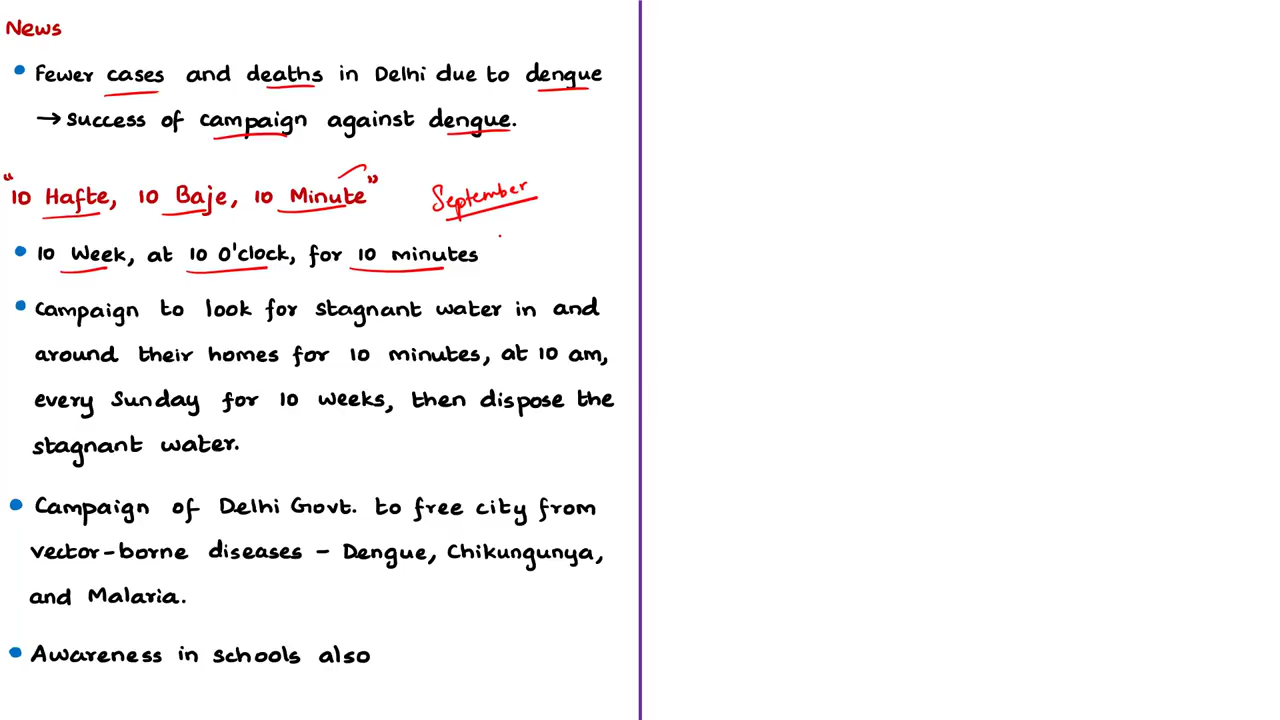 News
• Fewer cases and deaths in Delhi due to dengue
→ success of campaign against dengue.
"10 Hafte, 10 Baje, 10 Minute"
September
• 10 Week, at 10 O'clock, for 10 minutes
• Campaign to look for stagnant water in and
around their homes for 10 minutes, at 10 am,
every Sunday for 10 weeks, then dispose the
stagnant water.
• Campaign of Delhi Govt. to free city from
vector-borne diseases - Dengue, Chikungunya,
and Malaria.
• Awareness in schools also